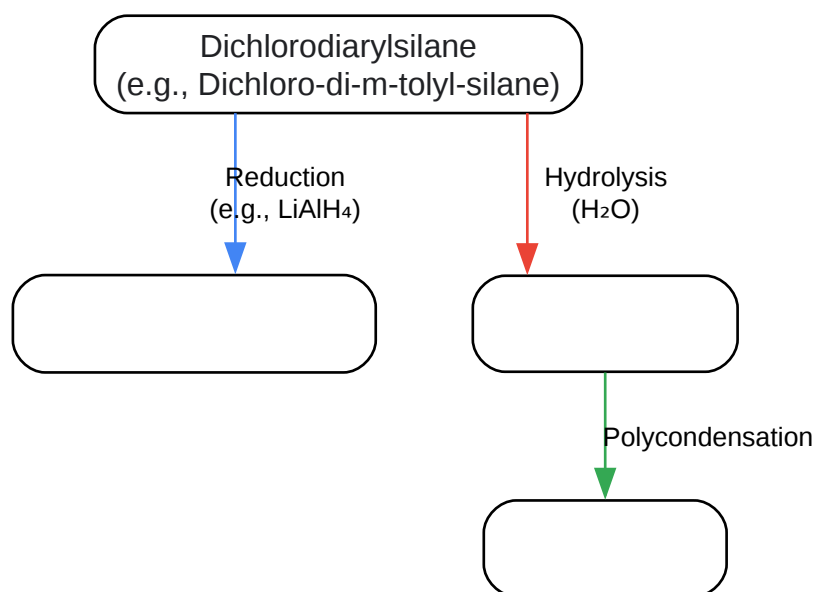 Dichlorodiarylsilane
(e.g., Dichloro-di-m-tolyl-silane)
Reduction
(e.g., LiAlH₄)
Hydrolysis
(H₂O)
Polycondensation